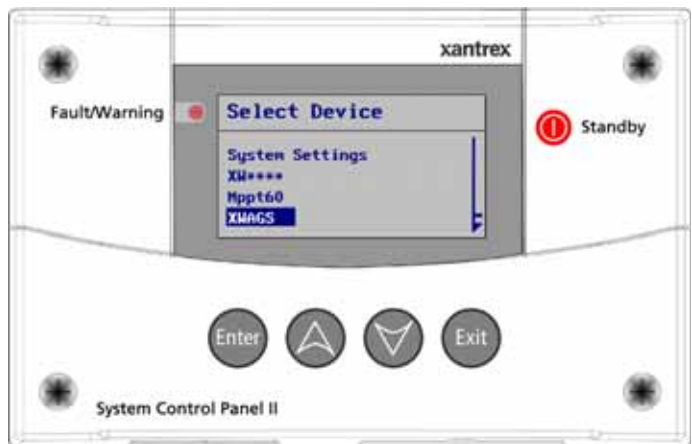 xantrex
Fault/Warning
Select Device
Standby
System Settings
XW****
Mppt60
XWAGS
Enter
Exit
System Control Panel II